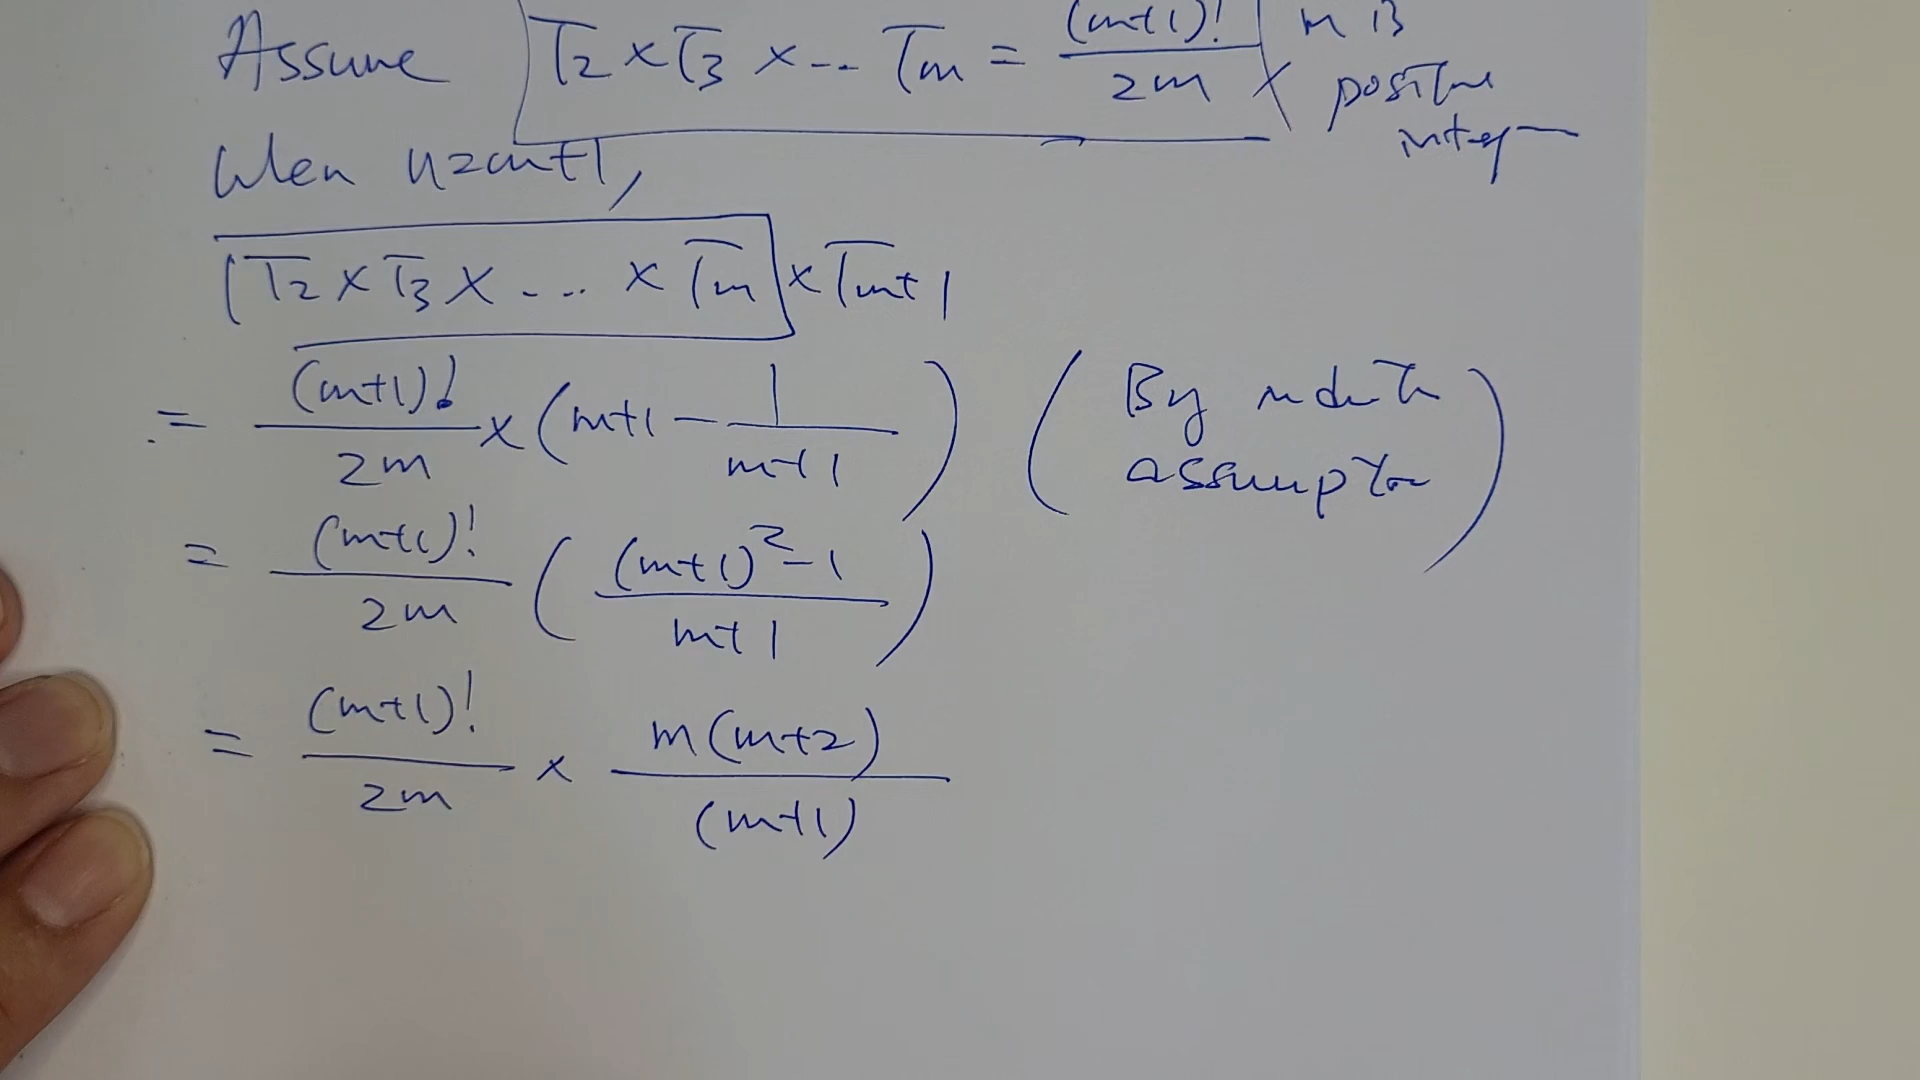 Assume T₂ × T₃ × ... Tₘ = (m+1)! / 2m, m is
positive
integer
When n=m+1,
(T₂ × T₃ × ... × Tₘ) × Tₘ₊₁
= (m+1)! / 2m × (m+1 - 1 / m+1) (By
assumption)
= (m+1)! / 2m ((m+1)² - 1 / m+1)
= (m+1)! / 2m × m(m+2) / (m+1)